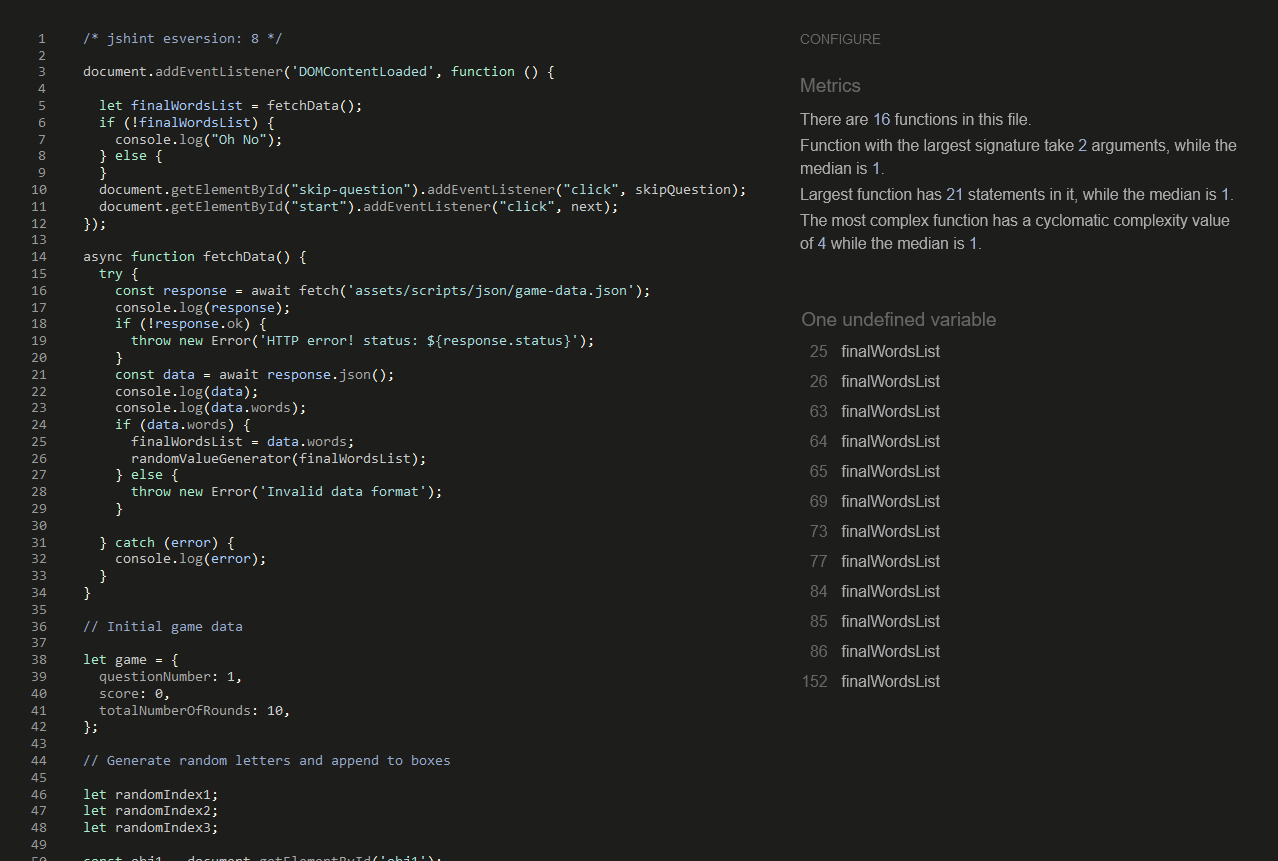 1 /* jshint esversion: 8 */
2
3 document.addEventListener('DOMContentLoaded', function () {
4
5 let finalWordsList = fetchData();
6 if (!finalWordsList) {
7 console.log("Oh No");
8 } else {
9 }
10 document.getElementById("skip-question").addEventListener("click", skipQuestion);
11 document.getElementById("start").addEventListener("click", next);
12 });
13
14 async function fetchData() {
15 try {
16 const response = await fetch('assets/scripts/json/game-data.json');
17 console.log(response);
18 if (!response.ok) {
19 throw new Error('HTTP error! status: ${response.status}');
20 }
21 const data = await response.json();
22 console.log(data);
23 console.log(data.words);
24 if (data.words) {
25 finalWordsList = data.words;
26 randomValueGenerator(finalWordsList);
27 } else {
28 throw new Error('Invalid data format');
29 }
30
31 } catch (error) {
32 console.log(error);
33 }
34 }
35
36 // Initial game data
37
38 let game = {
39 questionNumber: 1,
40 score: 0,
41 totalNumberOfRounds: 10,
42 };
43
44 // Generate random letters and append to boxes
45
46 let randomIndex1;
47 let randomIndex2;
48 let randomIndex3;
49
50 const obj1 = document.getElementById('obj1');
CONFIGURE
Metrics
There are 16 functions in this file.
Function with the largest signature take 2 arguments, while the
median is 1.
Largest function has 21 statements in it, while the median is 1.
The most complex function has a cyclomatic complexity value
of 4 while the median is 1.
One undefined variable
25 finalWordsList
26 finalWordsList
63 finalWordsList
64 finalWordsList
65 finalWordsList
69 finalWordsList
73 finalWordsList
77 finalWordsList
84 finalWordsList
85 finalWordsList
86 finalWordsList
152 finalWordsList